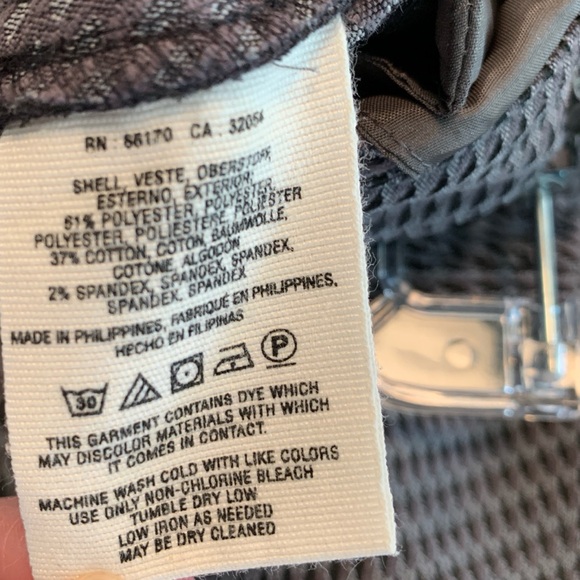 RN : 66170 CA : 32054
SHELL, VESTE, OBERSTOFF,
ESTERNO, EXTERIOR,
61% POLYESTER, POLYESTER,
POLYESTER, POLIESTERE, POLIESTER
37% COTTON, COTON, BAUMWOLLE,
COTONE, ALGODON
2% SPANDEX, SPANDEX, SPANDEX,
SPANDEX, SPANDEX
MADE IN PHILIPPINES, FABRIQUÉ EN PHILIPPINES,
HECHO EN FILIPINAS
30 P
THIS GARMENT CONTAINS DYE WHICH
MAY DISCOLOR MATERIALS WITH WHICH
IT COMES IN CONTACT.
MACHINE WASH COLD WITH LIKE COLORS
USE ONLY NON-CHLORINE BLEACH
TUMBLE DRY LOW
LOW IRON AS NEEDED
MAY BE DRY CLEANED